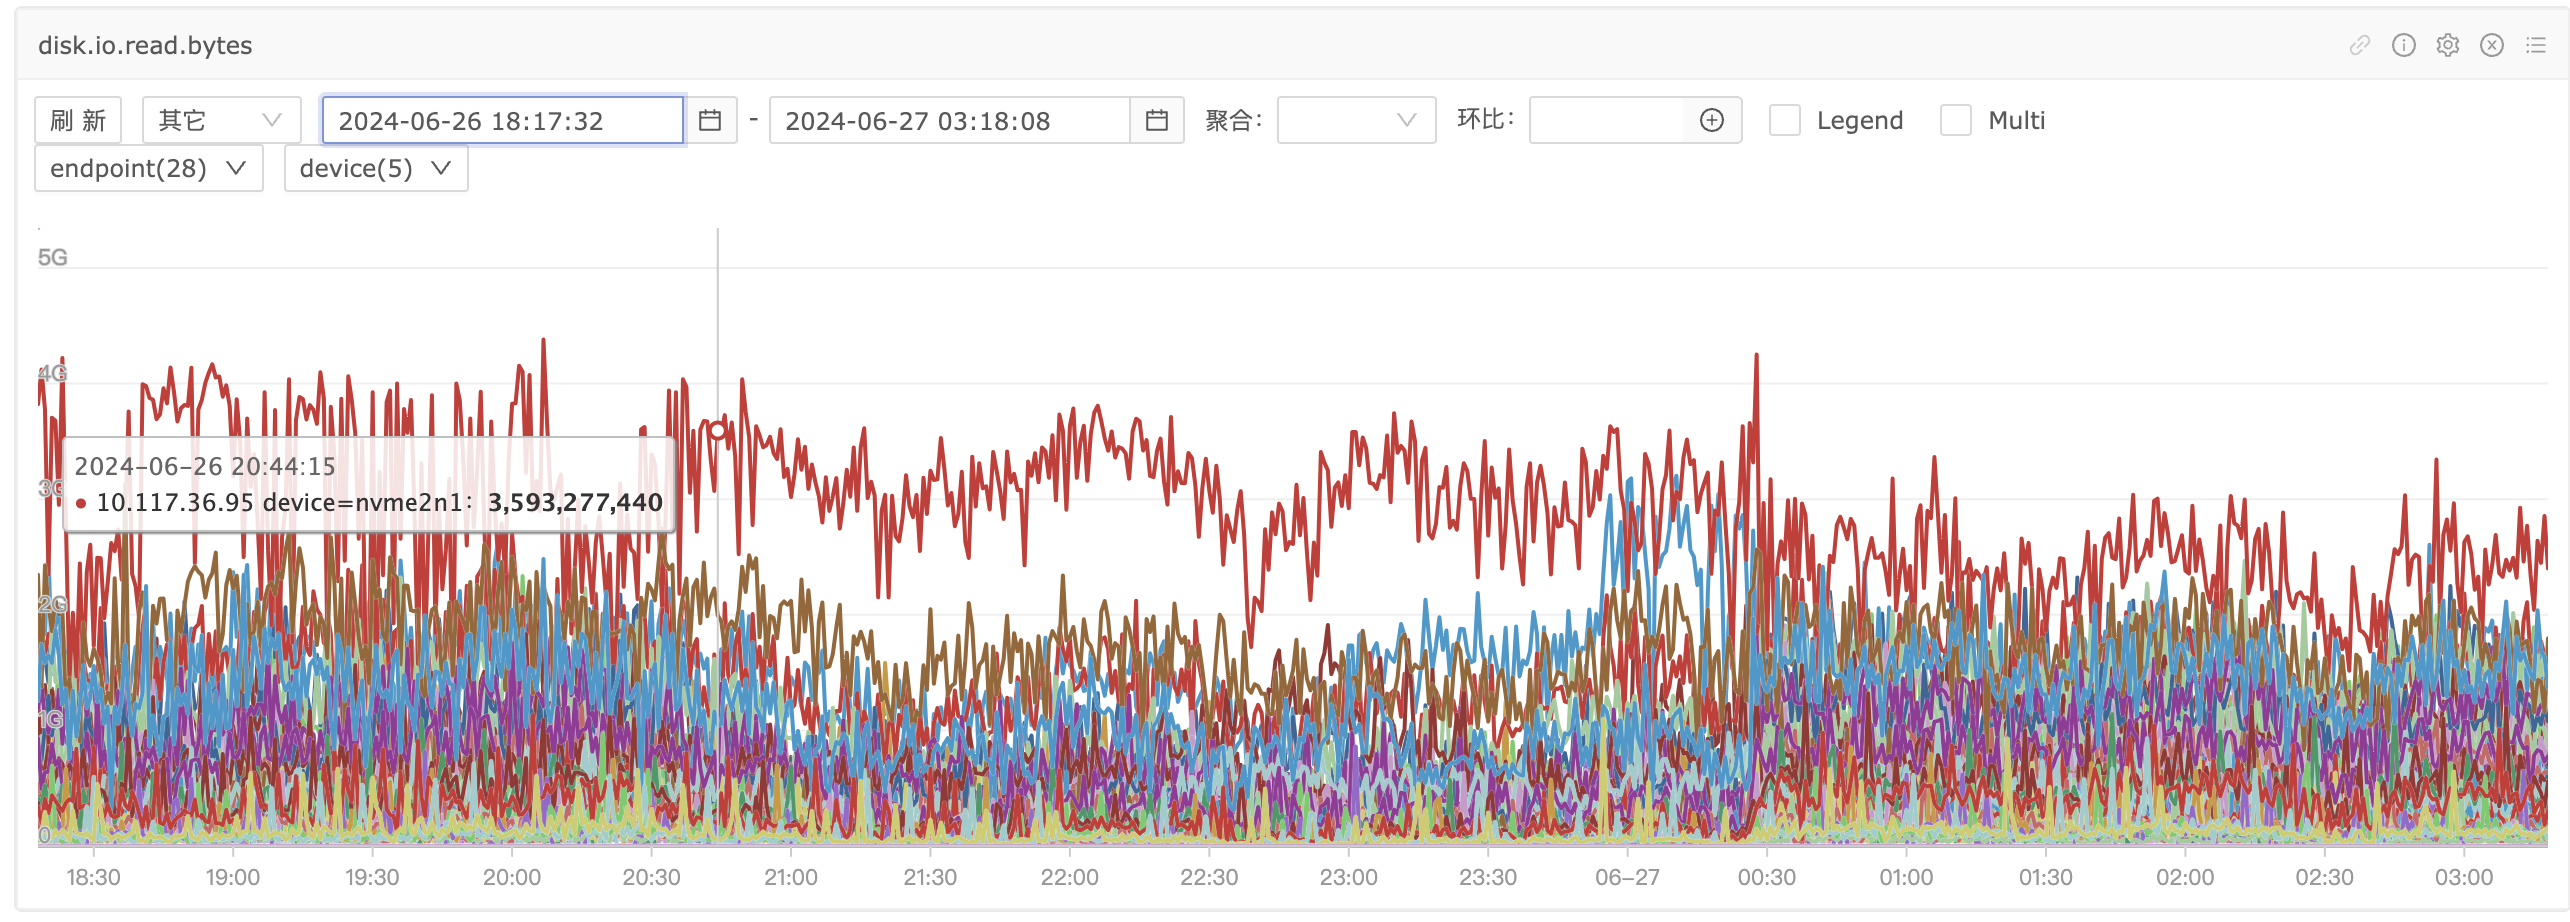 disk.io.read.bytes
刷 新 其它 2024-06-26 18:17:32 - 2024-06-27 03:18:08 聚合: 环比: Legend Multi
endpoint(28) device(5)
5G
4G
2024-06-26 20:44:15
3G
10.117.36.95 device=nvme2n1: 3,593,277,440
2G
1G
0
18:30 19:00 19:30 20:00 20:30 21:00 21:30 22:00 22:30 23:00 23:30 06-27 00:30 01:00 01:30 02:00 02:30 03:00